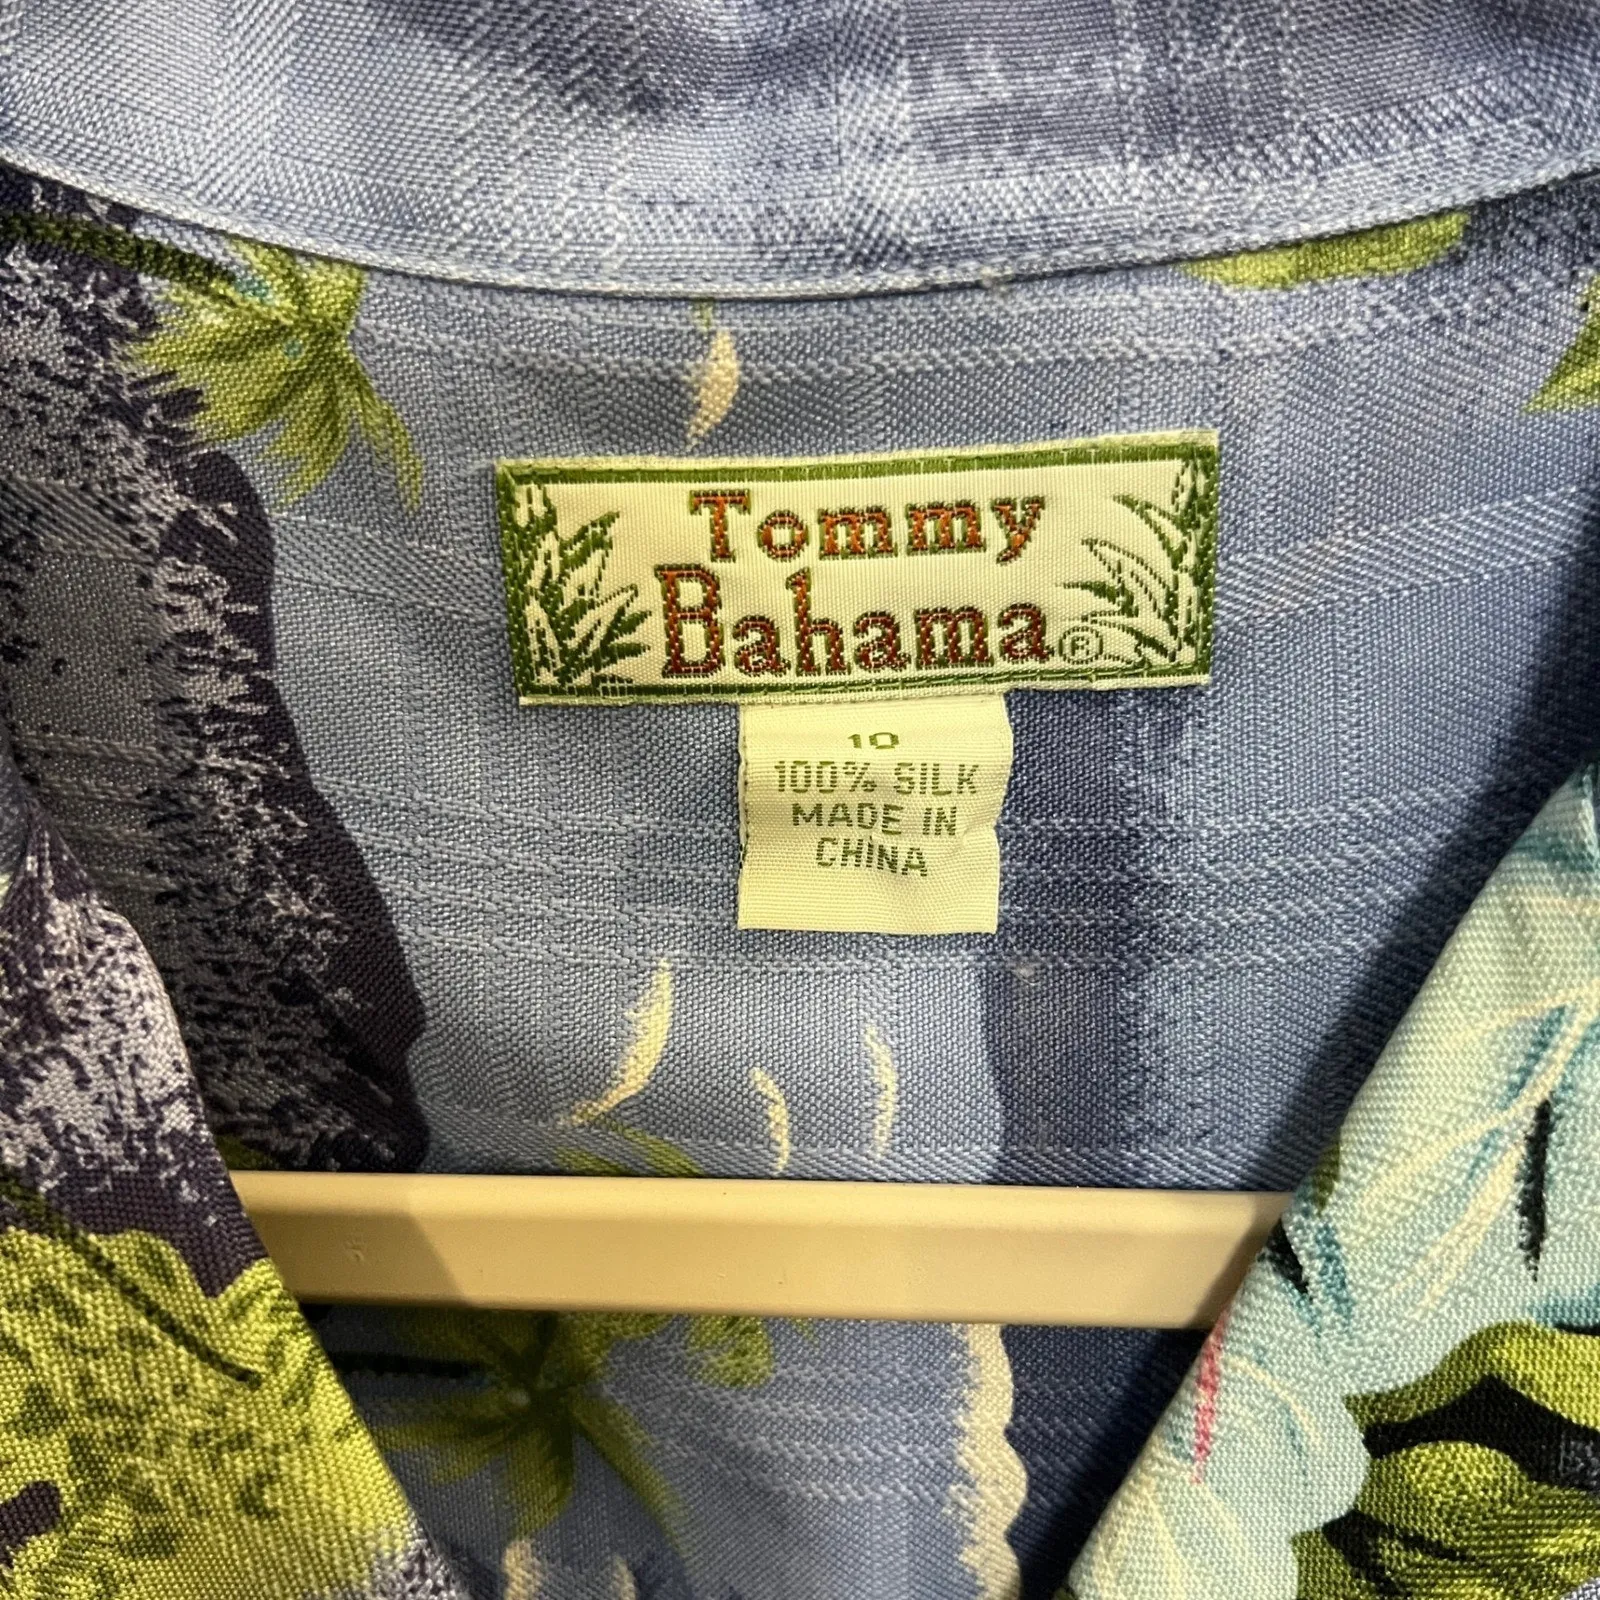 Tommy
Bahama®
10
100% SILK
MADE IN
CHINA